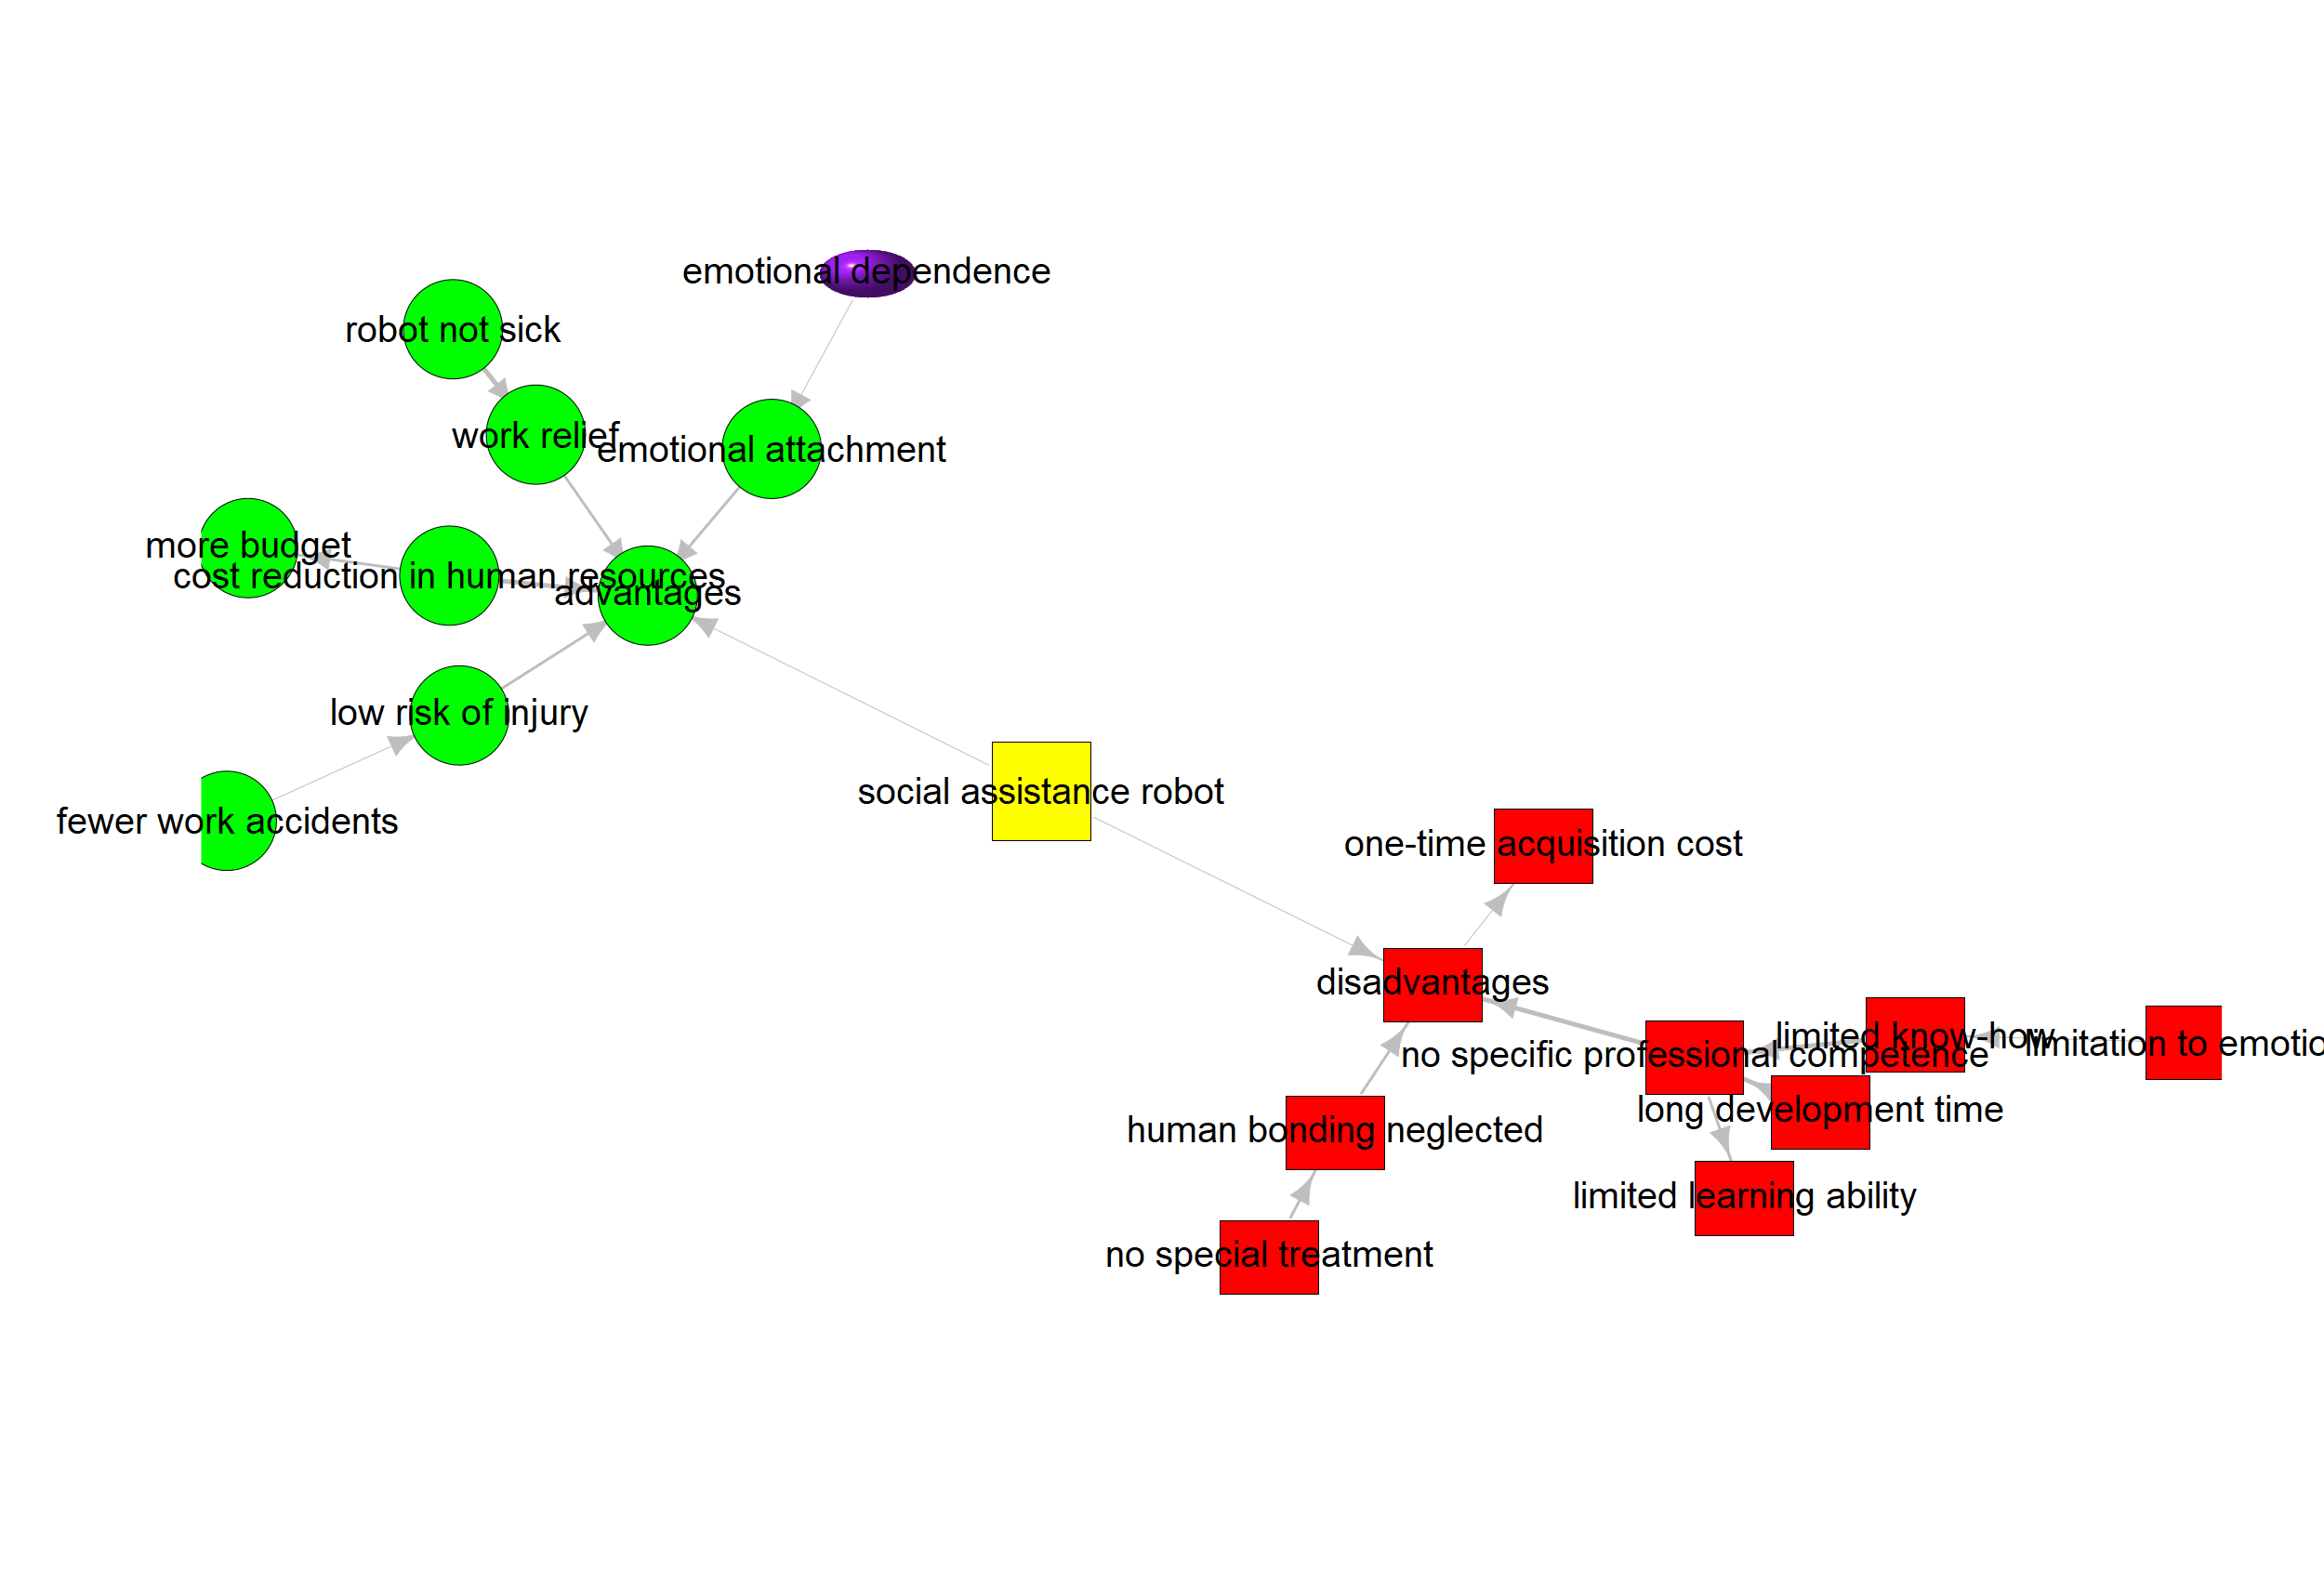 emotional dependence
robot not sick
work relief
emotional attachment
more budget
cost reduction in human resources
advantages
low risk of injury
social assistance robot
fewer work accidents
one-time acquisition cost
disadvantages
limited know-how
limitation to emotio
no specific professional competence
long development time
human bonding neglected
limited learning ability
no special treatment